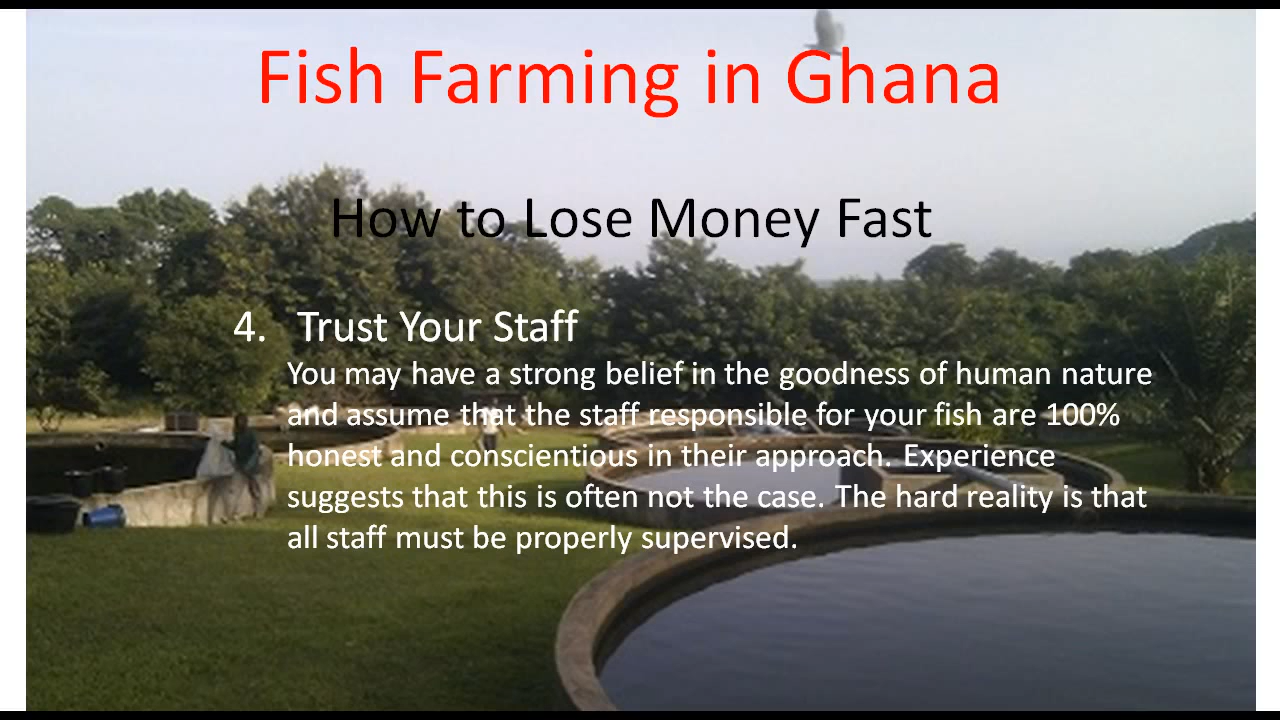 Fish Farming in Ghana
How to Lose Money Fast
4. Trust Your Staff
You may have a strong belief in the goodness of human nature
and assume that the staff responsible for your fish are 100%
honest and conscientious in their approach. Experience
suggests that this is often not the case. The hard reality is that
all staff must be properly supervised.